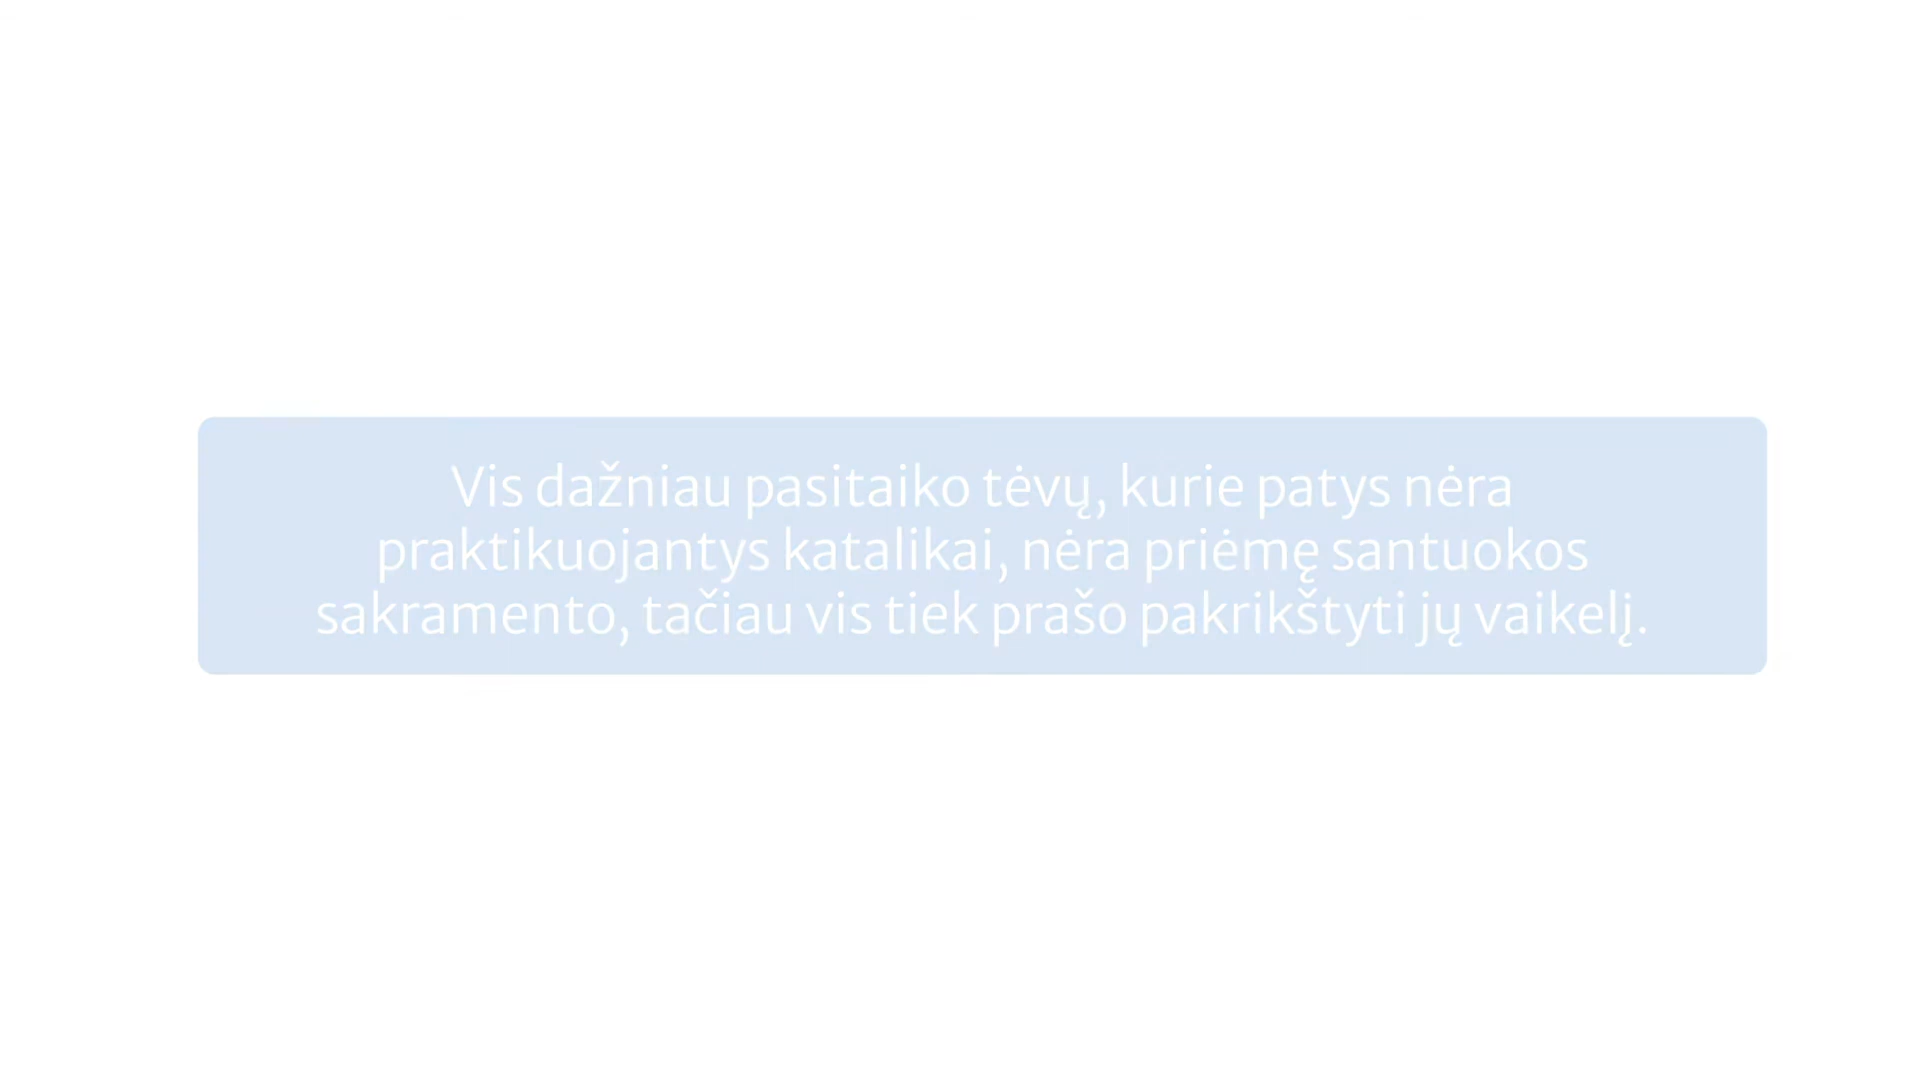 Vis dažniau pasitaiko tėvų, kurie patys nėra
praktikuojantys katalikai, nėra priėmę santuokos
sakramento, tačiau vis tiek prašo pakrikštyti jų vaikelį.